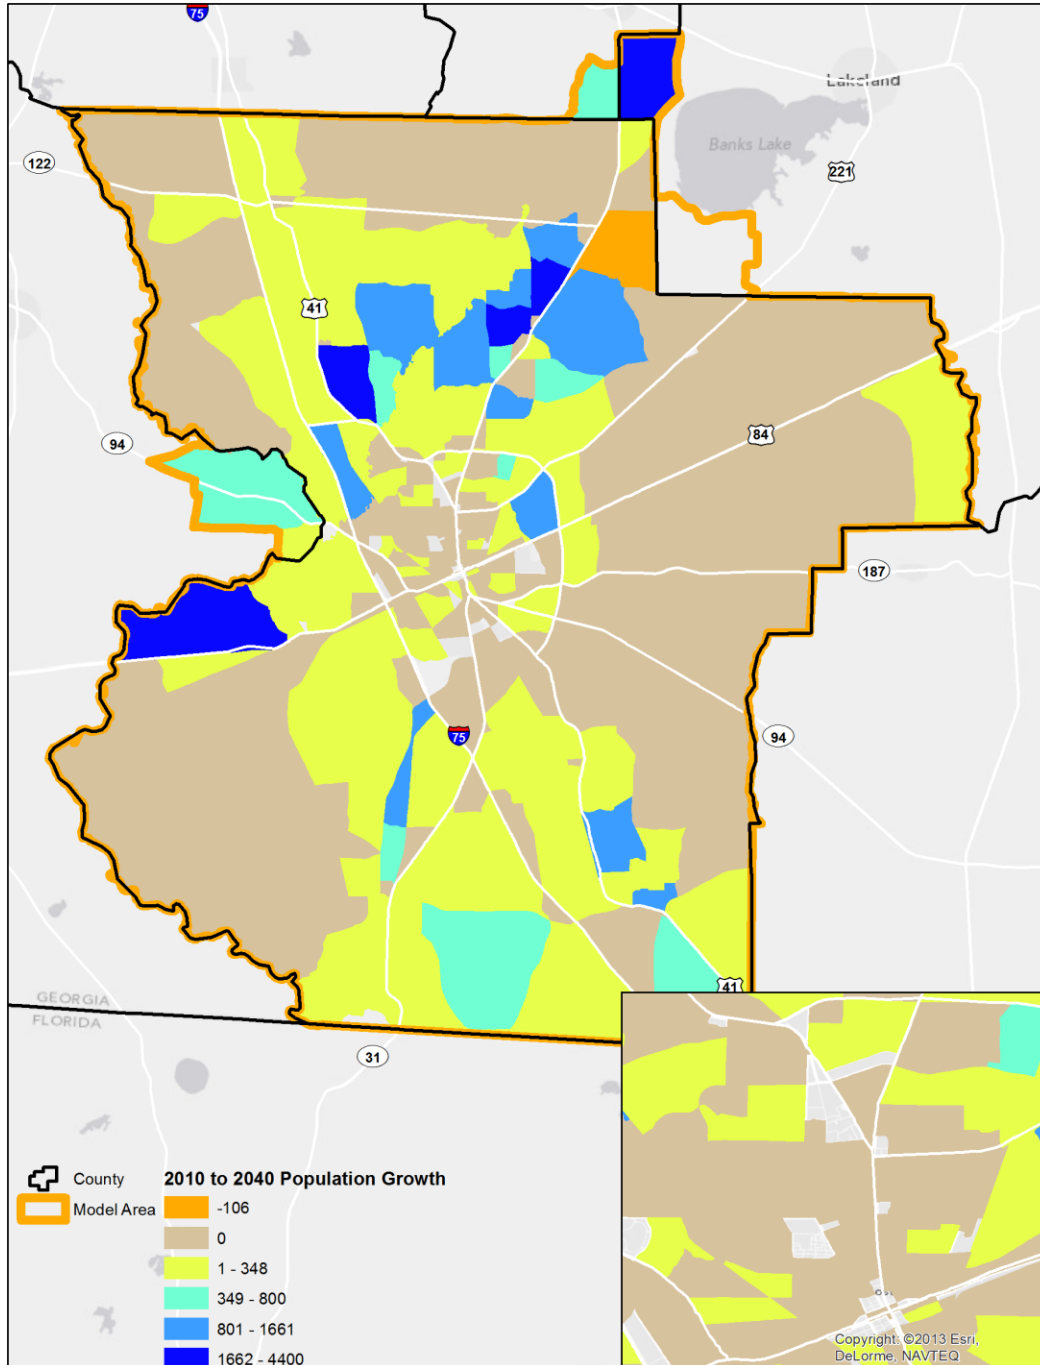 75
Lakeland
Banks Lake
122
221
41
94
84
187
75
94
41
GEORGIA
FLORIDA
31
County
Model Area
2010 to 2040 Population Growth
-106
0
1 - 348
349 - 800
801 - 1661
1662 - 4400
Copyright: ©2013 Esri,
DeLorme, NAVTEQ